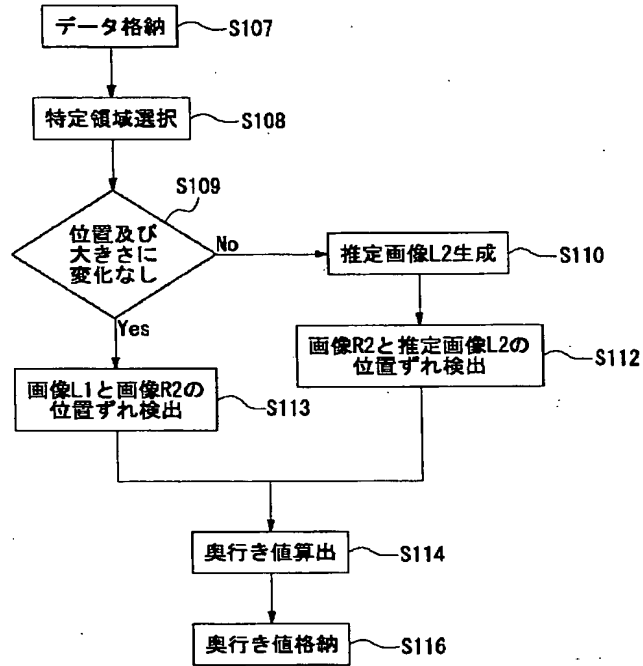 データ格納
S107
特定領域選択
S108
S109
位置及び
大きさに
変化なし
No
推定画像L2生成
S110
Yes
画像R2と推定画像L2の
位置ずれ検出
S112
画像L1と画像R2の
位置ずれ検出
S113
奥行き値算出
S114
奥行き値格納
S116